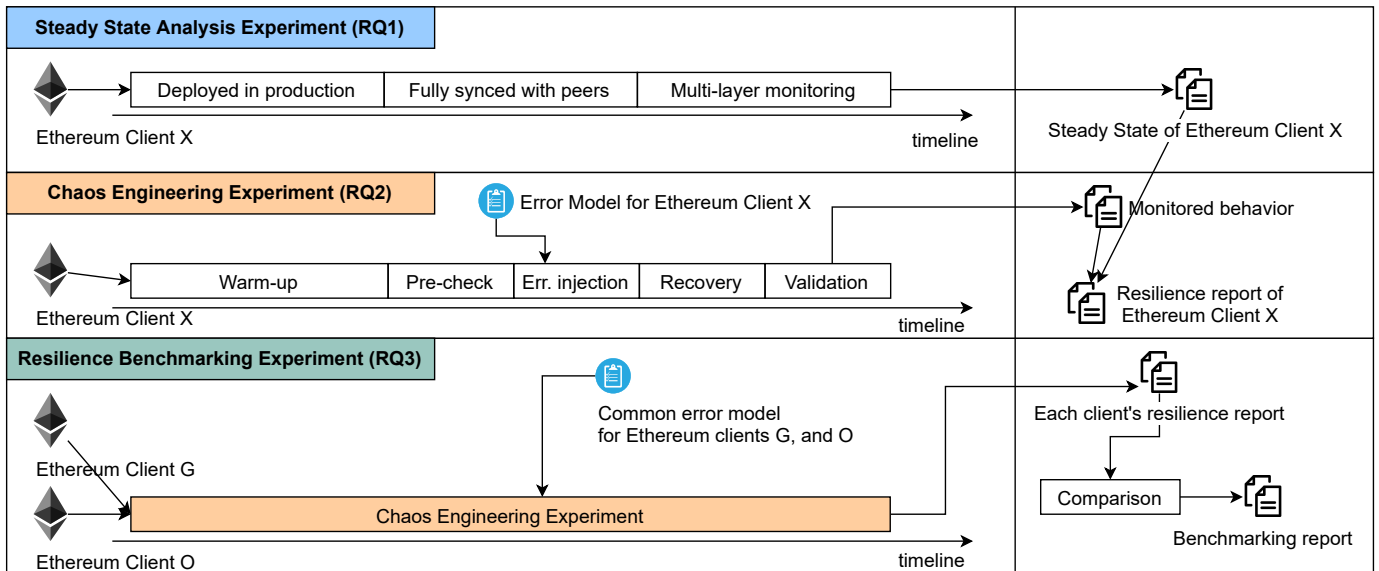 Steady State Analysis Experiment (RQ1)
Deployed in production
Fully synced with peers
Multi-layer monitoring
Ethereum Client X
timeline
Steady State of Ethereum Client X
Chaos Engineering Experiment (RQ2)
Error Model for Ethereum Client X
Monitored behavior
Warm-up
Pre-check
Err. injection
Recovery
Validation
Ethereum Client X
timeline
Resilience report of
Ethereum Client X
Resilience Benchmarking Experiment (RQ3)
Common error model
for Ethereum clients G, and O
Each client's resilience report
Ethereum Client G
Comparison
Chaos Engineering Experiment
Benchmarking report
Ethereum Client O
timeline